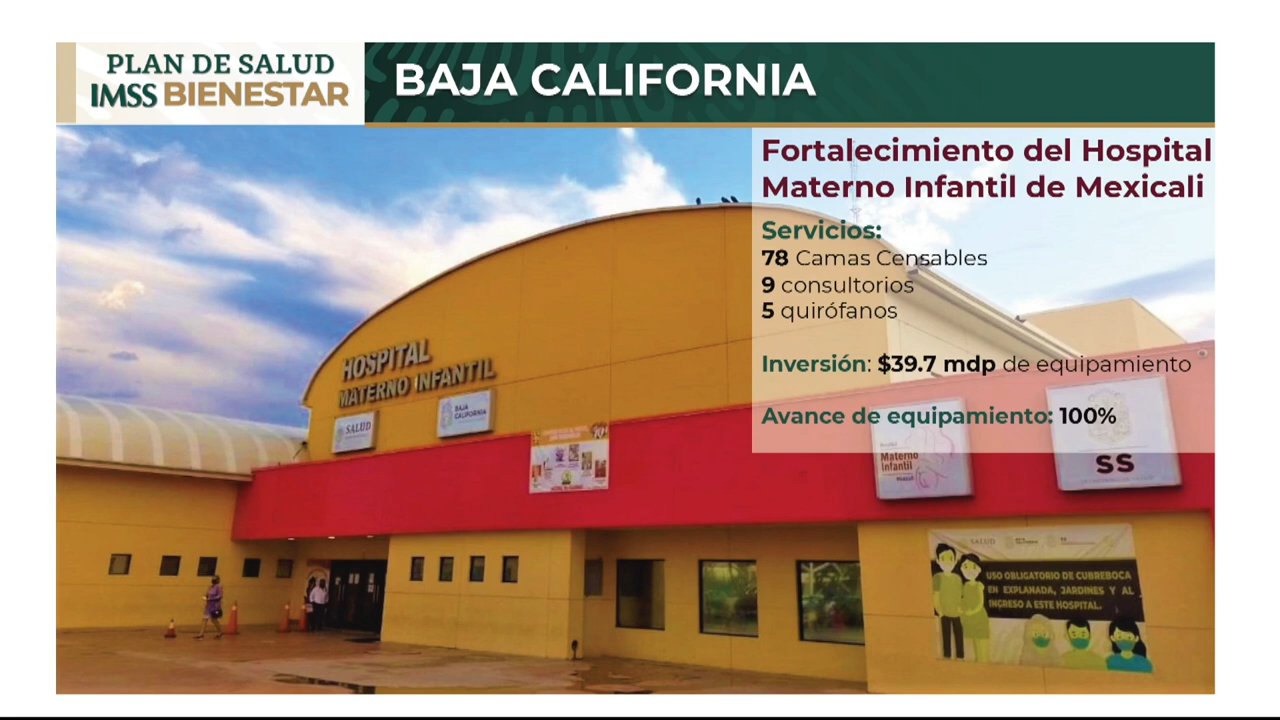 PLAN DE SALUD
IMSS BIENESTAR
BAJA CALIFORNIA
Fortalecimiento del Hospital
Materno Infantil de Mexicali
Servicios:
78 Camas Censables
9 consultorios
5 quirófanos
Inversión: $39.7 mdp de equipamiento
Avance de equipamiento: 100%
HOSPITAL
MATERNO INFANTIL
SALUD
BAJA
CALIFORNIA
Materno
Infantil
SS
SALUD
USO OBLIGATORIO DE CUBREBOCA
EN EXPLANADA, JARDINES Y AL
INGRESO A ESTE HOSPITAL.